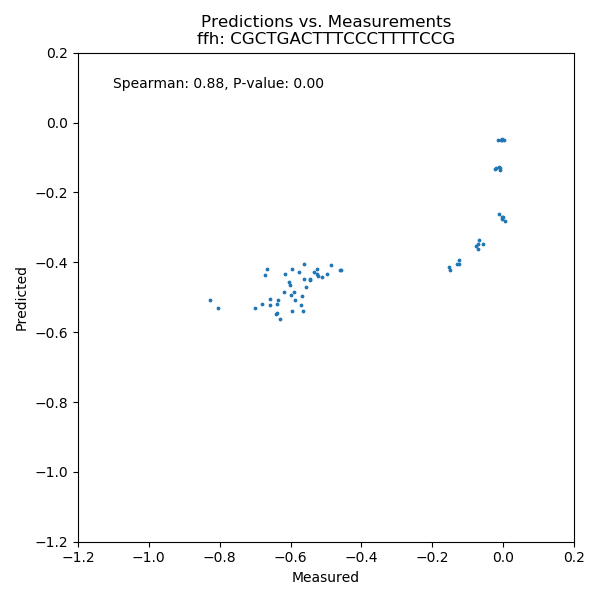 Predictions vs. Measurements
ffh: CGCTGACTTTCCCTTTTCCG
Spearman: 0.88, P-value: 0.00
0.2
0.0
−0.2
−0.4
−0.6
−0.8
−1.0
−1.2
Predicted
−1.2 −1.0 −0.8 −0.6 −0.4 −0.2 0.0 0.2
Measured